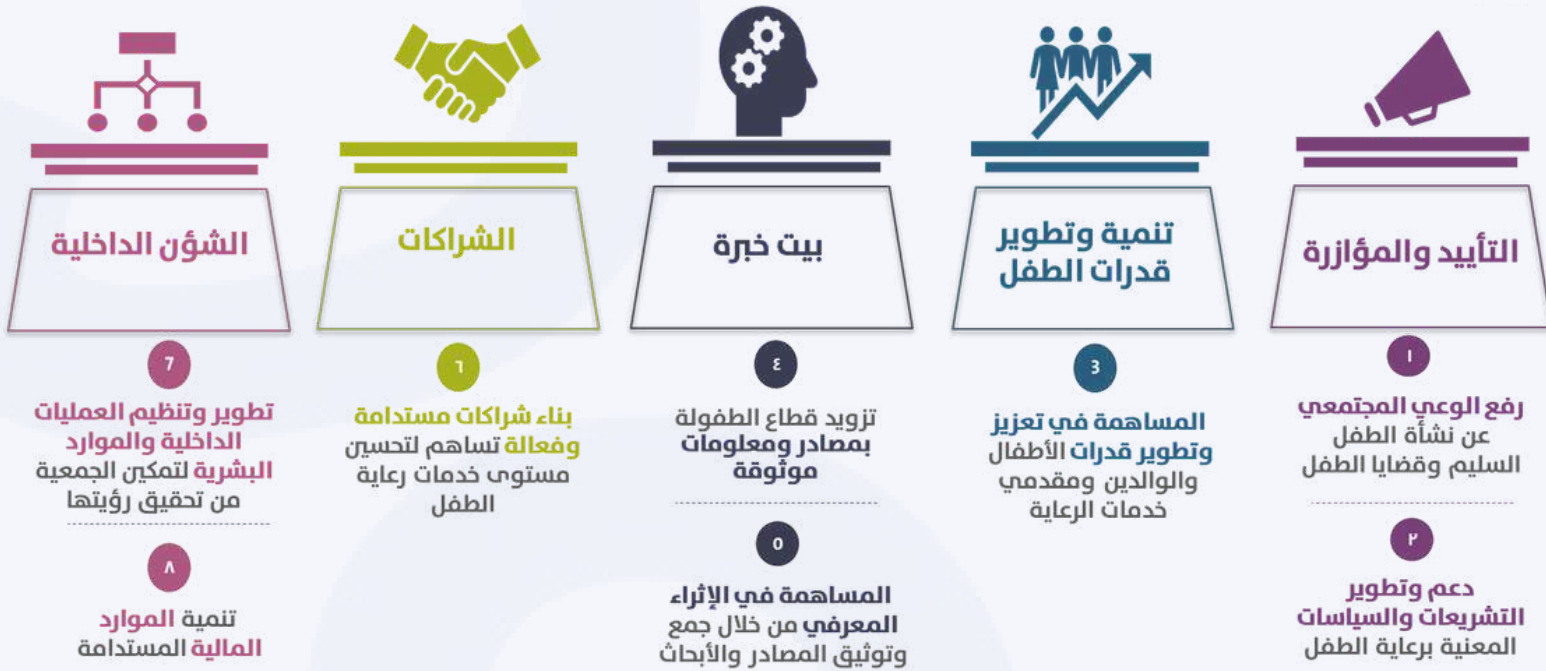 التأييد والمؤازرة
١
رفع الوعي المجتمعي
عن نشأة الطفل
السليم وقضايا الطفل
٢
دعم وتطوير
التشريعات والسياسات
المعنية برعاية الطفل
تنمية وتطوير
قدرات الطفل
3
المساهمة في تعزيز
وتطوير قدرات الأطفال
والوالدين ومقدمي
خدمات الرعاية
بيت خبرة
٤
تزويد قطاع الطفولة
بمصادر ومعلومات
موثوقة
٥
المساهمة في الإثراء
المعرفي من خلال جمع
وتوثيق المصادر والأبحاث
الشراكات
٦
بناء شراكات مستدامة
وفعالة تساهم لتحسين
مستوى خدمات رعاية
الطفل
الشؤن الداخلية
7
تطوير وتنظيم العمليات
الداخلية والموارد
البشرية لتمكين الجمعية
من تحقيق رؤيتها
٨
تنمية الموارد
المالية المستدامة